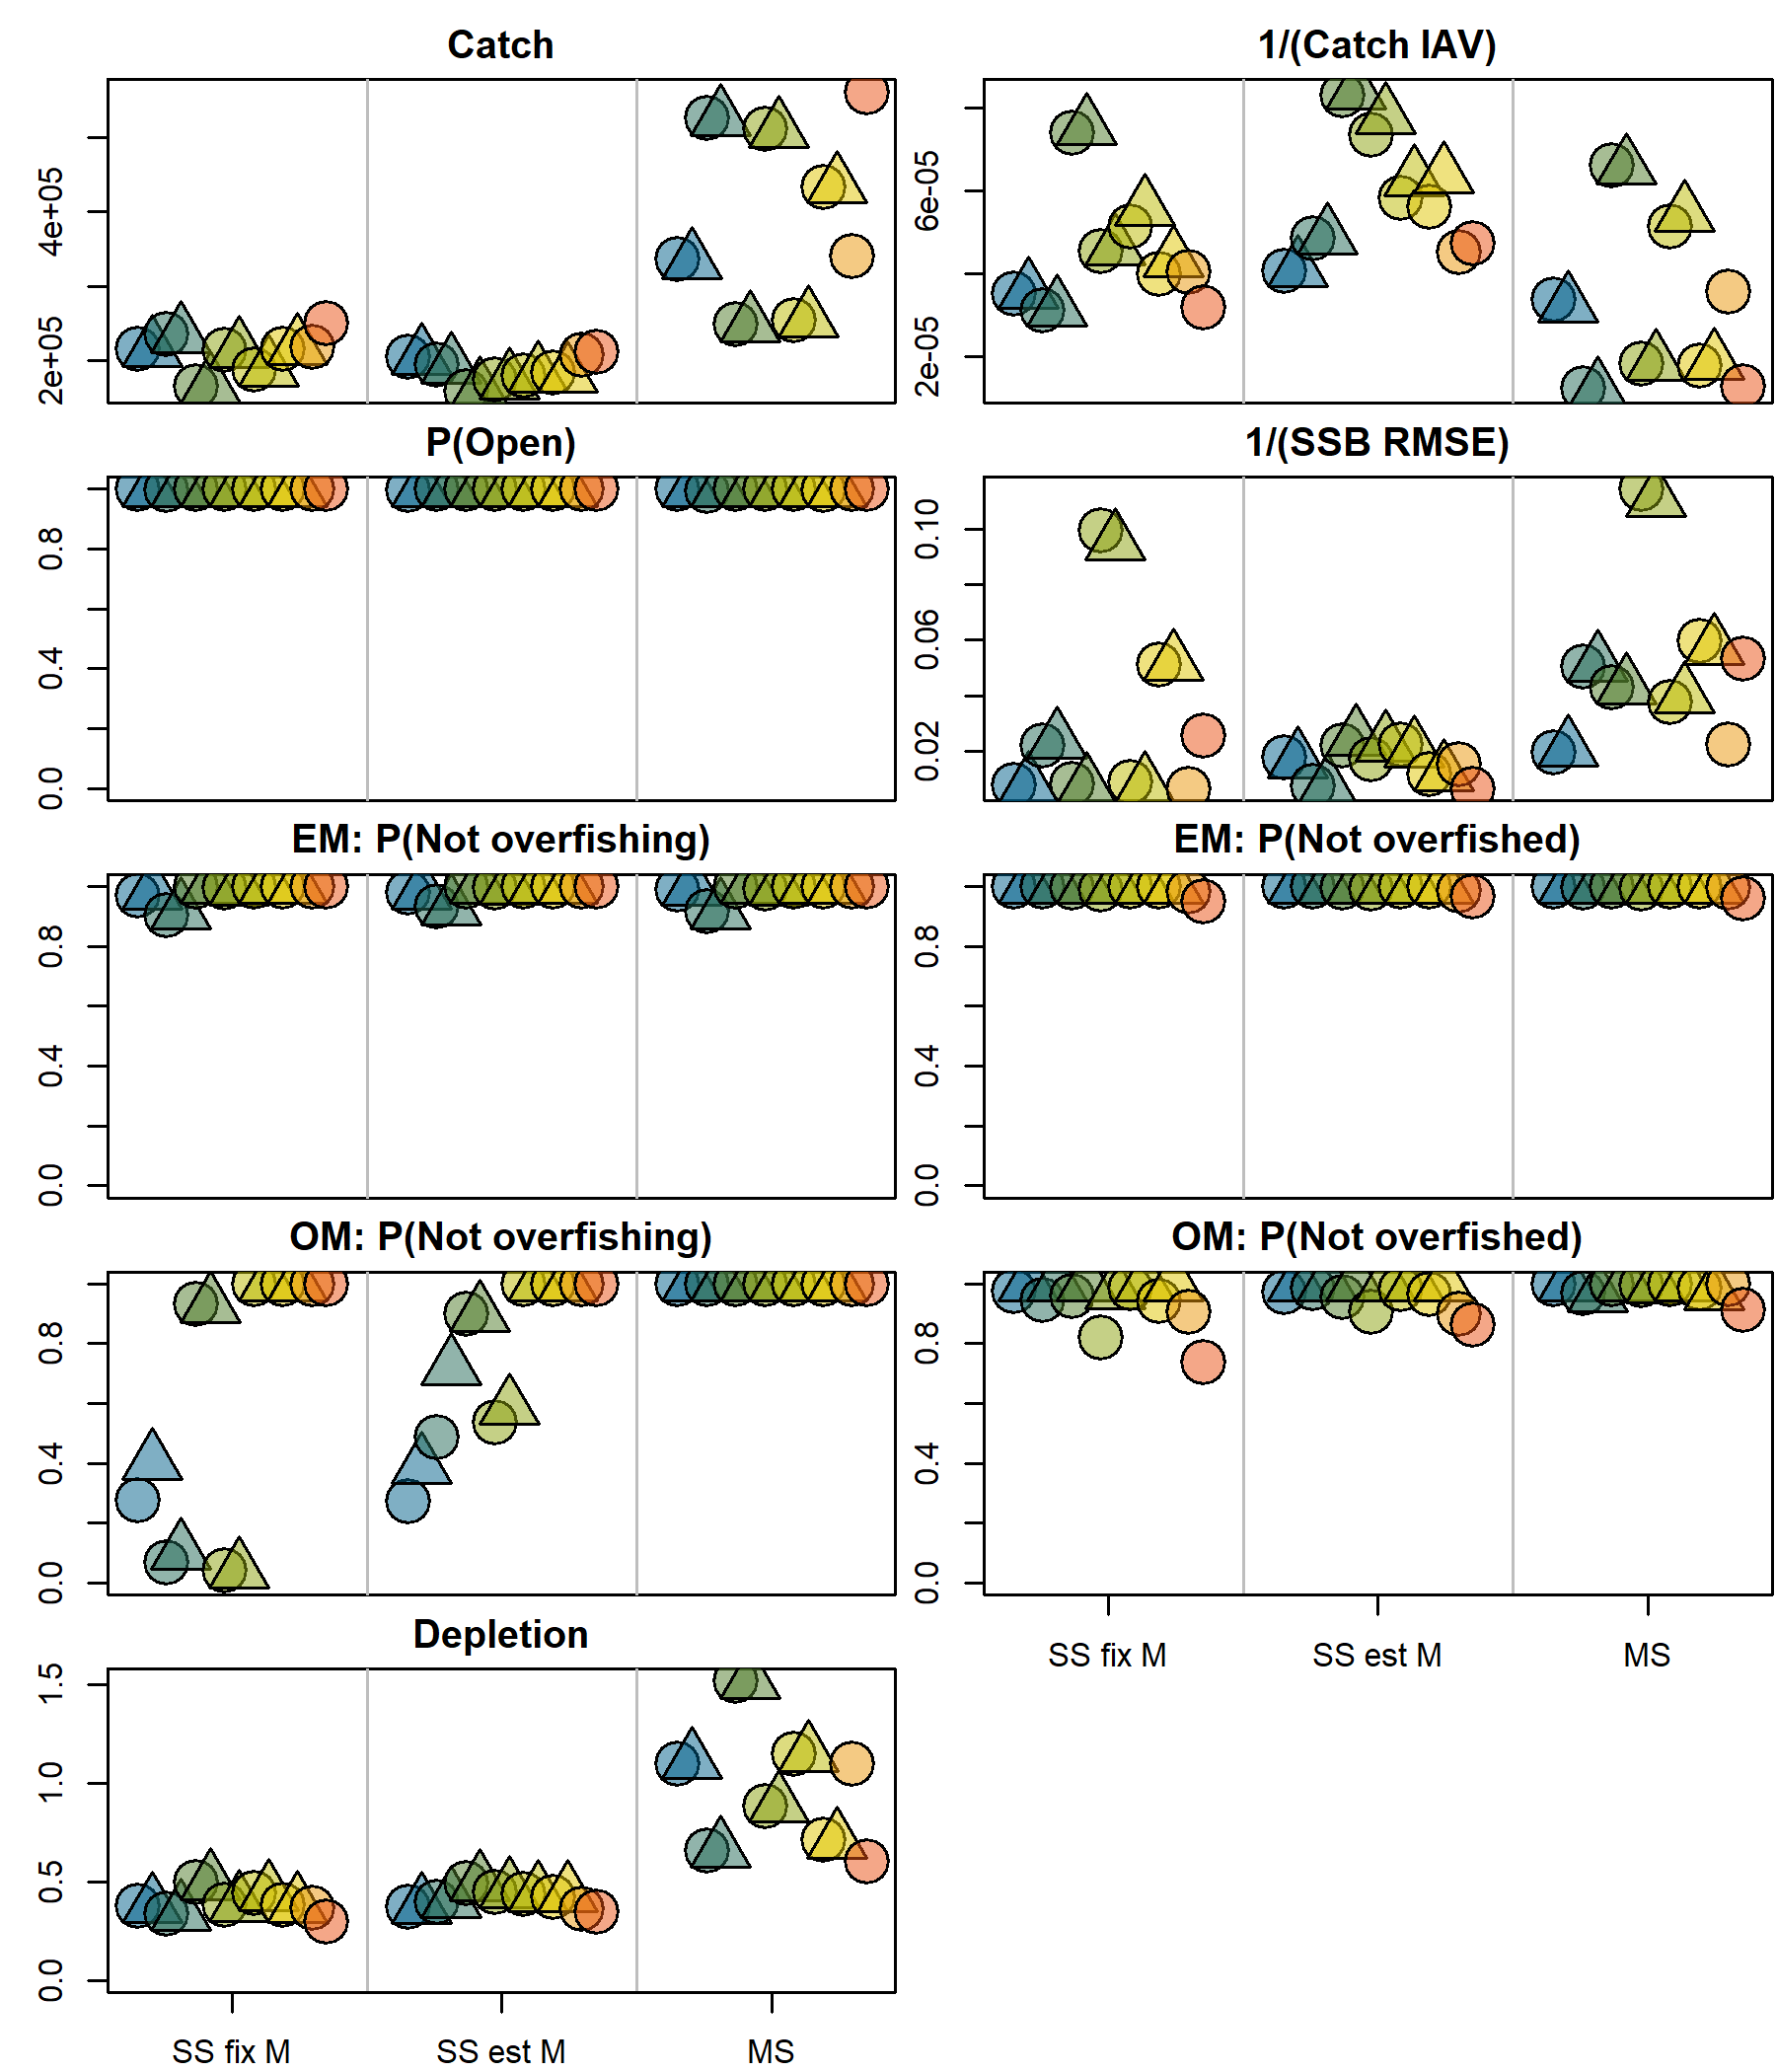 Catch
1/(Catch IAV)
4e+05
2e+05
6e-05
2e-05
P(Open)
1/(SSB RMSE)
0.8
0.4
0.0
0.10
0.06
0.02
EM: P(Not overfishing)
EM: P(Not overfished)
0.8
0.4
0.0
0.8
0.4
0.0
OM: P(Not overfishing)
OM: P(Not overfished)
0.8
0.4
0.0
0.8
0.4
0.0
SS fix M
SS est M
MS
Depletion
1.5
1.0
0.5
0.0
SS fix M
SS est M
MS